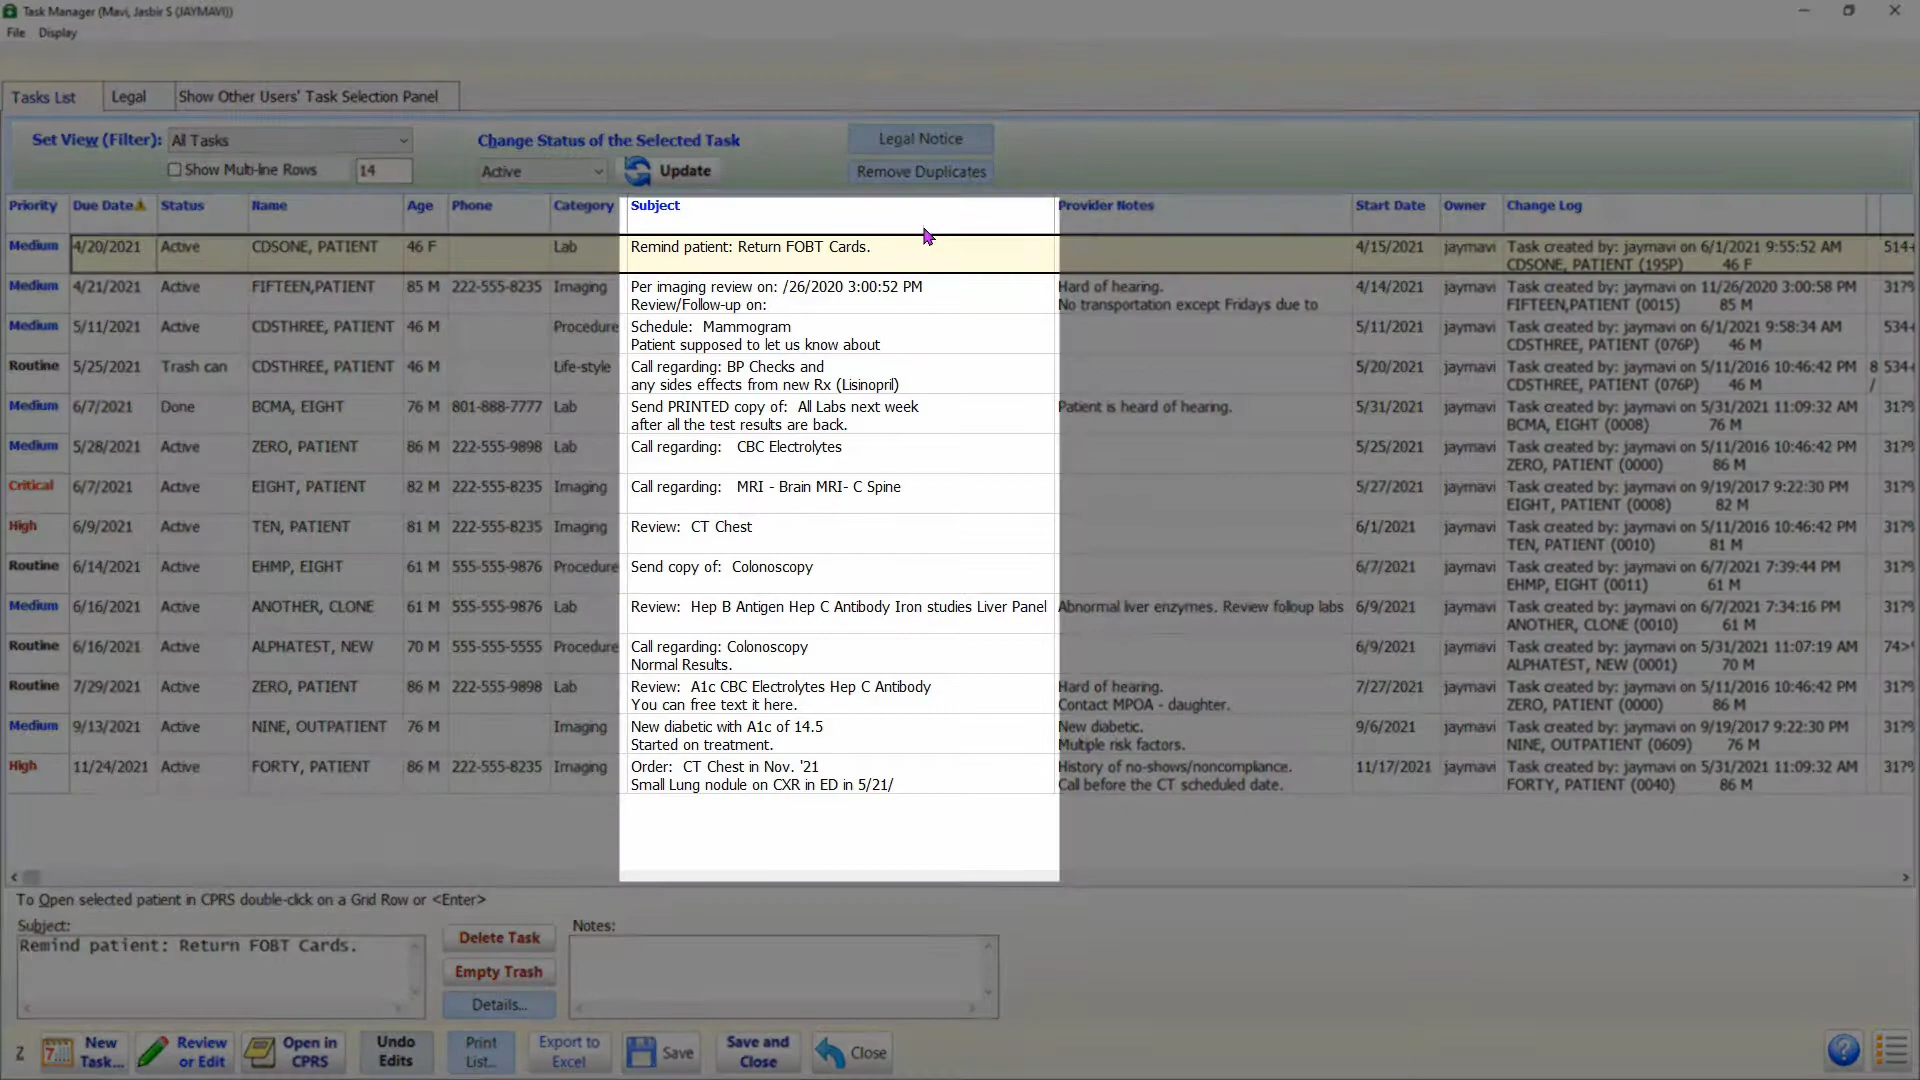 Task Manager (Mavi, Jasbir S (JAYMAVI))
File Display
Tasks List Legal Show Other Users' Task Selection Panel
Set View (Filter): All Tasks Change Status of the Selected Task Legal Notice
Show Multi-line Rows 14 Active Update Remove Duplicates
Priority Due Date Status Name Age Phone Category Subject Provider Notes Start Date Owner Change Log
Medium 4/20/2021 Active CDSONE, PATIENT 46 F Lab Remind patient: Return FOBT Cards. 4/15/2021 jaymavi Task created by: jaymavi on 6/1/2021 9:55:52 AM
CDSONE, PATIENT (195P) 46 F
Medium 4/21/2021 Active FIFTEEN,PATIENT 85 M 222-555-8235 Imaging Per imaging review on: /26/2020 3:00:52 PM Hard of hearing. 4/14/2021 jaymavi Task created by: jaymavi on 11/26/2020 3:00:58 PM 31?9
Review/Follow-up on: No transportation except Fridays due to FIFTEEN,PATIENT (0015) 85 M
Medium 5/11/2021 Active CDSTHREE, PATIENT 46 M Procedure Schedule: Mammogram 5/11/2021 jaymavi Task created by: jaymavi on 6/1/2021 9:58:34 AM
Patient supposed to let us know about CDSTHREE, PATIENT (076P) 46 M
Routine 5/25/2021 Trash can CDSTHREE, PATIENT 46 M Life-style Call regarding: BP Checks and 5/20/2021 jaymavi Task created by: jaymavi on 5/11/2016 10:46:42 PM 8
any sides effects from new Rx (Lisinopril) CDSTHREE, PATIENT (076P) 46 M /
Medium 6/7/2021 Done BCMA, EIGHT 76 M 801-888-7777 Lab Send PRINTED copy of: All Labs next week Patient is heard of hearing. 5/31/2021 jaymavi Task created by: jaymavi on 5/31/2021 11:09:32 AM 31?9
after all the test results are back. BCMA, EIGHT (0008) 76 M
Medium 5/28/2021 Active ZERO, PATIENT 86 M 222-555-9898 Lab Call regarding: CBC Electrolytes 5/25/2021 jaymavi Task created by: jaymavi on 5/11/2016 10:46:42 PM 31?9
ZERO, PATIENT (0000) 86 M
Critical 6/7/2021 Active EIGHT, PATIENT 82 M 222-555-8235 Imaging Call regarding: MRI - Brain MRI- C Spine 5/27/2021 jaymavi Task created by: jaymavi on 9/19/2017 9:22:30 PM 31?9
EIGHT, PATIENT (0008) 82 M
High 6/9/2021 Active TEN, PATIENT 81 M 222-555-8235 Imaging Review: CT Chest 6/1/2021 jaymavi Task created by: jaymavi on 5/11/2016 10:46:42 PM 31?9
TEN, PATIENT (0010) 81 M
Routine 6/14/2021 Active EHMP, EIGHT 61 M 555-555-9876 Procedure Send copy of: Colonoscopy 6/7/2021 jaymavi Task created by: jaymavi on 6/7/2021 7:39:44 PM 31?9
EHMP, EIGHT (0011) 61 M
Medium 6/16/2021 Active ANOTHER, CLONE 61 M 555-555-9876 Lab Review: Hep B Antigen Hep C Antibody Iron studies Liver Panel Abnormal liver enzymes. Review folloup labs 6/9/2021 jaymavi Task created by: jaymavi on 6/7/2021 7:34:16 PM 31?9
ANOTHER, CLONE (0010) 61 M
Routine 6/16/2021 Active ALPHATEST, NEW 70 M 555-555-5555 Procedure Call regarding: Colonoscopy 6/9/2021 jaymavi Task created by: jaymavi on 5/31/2021 11:07:19 AM
Normal Results. ALPHATEST, NEW (0001) 70 M
Routine 7/29/2021 Active ZERO, PATIENT 86 M 222-555-9898 Lab Review: A1c CBC Electrolytes Hep C Antibody Hard of hearing. 7/27/2021 jaymavi Task created by: jaymavi on 5/11/2016 10:46:42 PM 31?9
You can free text it here. Contact MPOA - daughter. ZERO, PATIENT (0000) 86 M
Medium 9/13/2021 Active NINE, OUTPATIENT 76 M Imaging New diabetic with A1c of 14.5 New diabetic. 9/6/2021 jaymavi Task created by: jaymavi on 9/19/2017 9:22:30 PM 31?9
Started on treatment. Multiple risk factors. NINE, OUTPATIENT (0609) 76 M
High 11/24/2021 Active FORTY, PATIENT 86 M 222-555-8235 Imaging Order: CT Chest in Nov. '21 History of no-shows/noncompliance. 11/17/2021 jaymavi Task created by: jaymavi on 5/31/2021 11:09:32 AM 31?9
Small Lung nodule on CXR in ED in 5/21/ Call before the CT scheduled date. FORTY, PATIENT (0040) 86 M
To Open selected patient in CPRS double-click on a Grid Row or <Enter>
Subject: Notes:
Remind patient: Return FOBT Cards.
Delete Task
Empty Trash
Details...
Z 7 New Task... Review or Edit Open in CPRS Undo Edits Print List... Export to Excel Save Save and Close Close ?